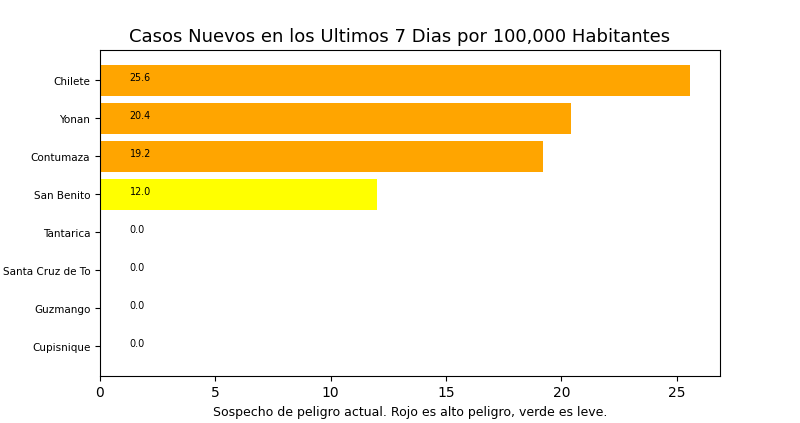 Casos Nuevos en los Ultimos 7 Dias por 100,000 Habitantes
Chilete 25.6
Yonan 20.4
Contumaza 19.2
San Benito 12.0
Tantarica 0.0
Santa Cruz de To 0.0
Guzmango 0.0
Cupisnique 0.0
0 5 10 15 20 25
Sospecho de peligro actual. Rojo es alto peligro, verde es leve.